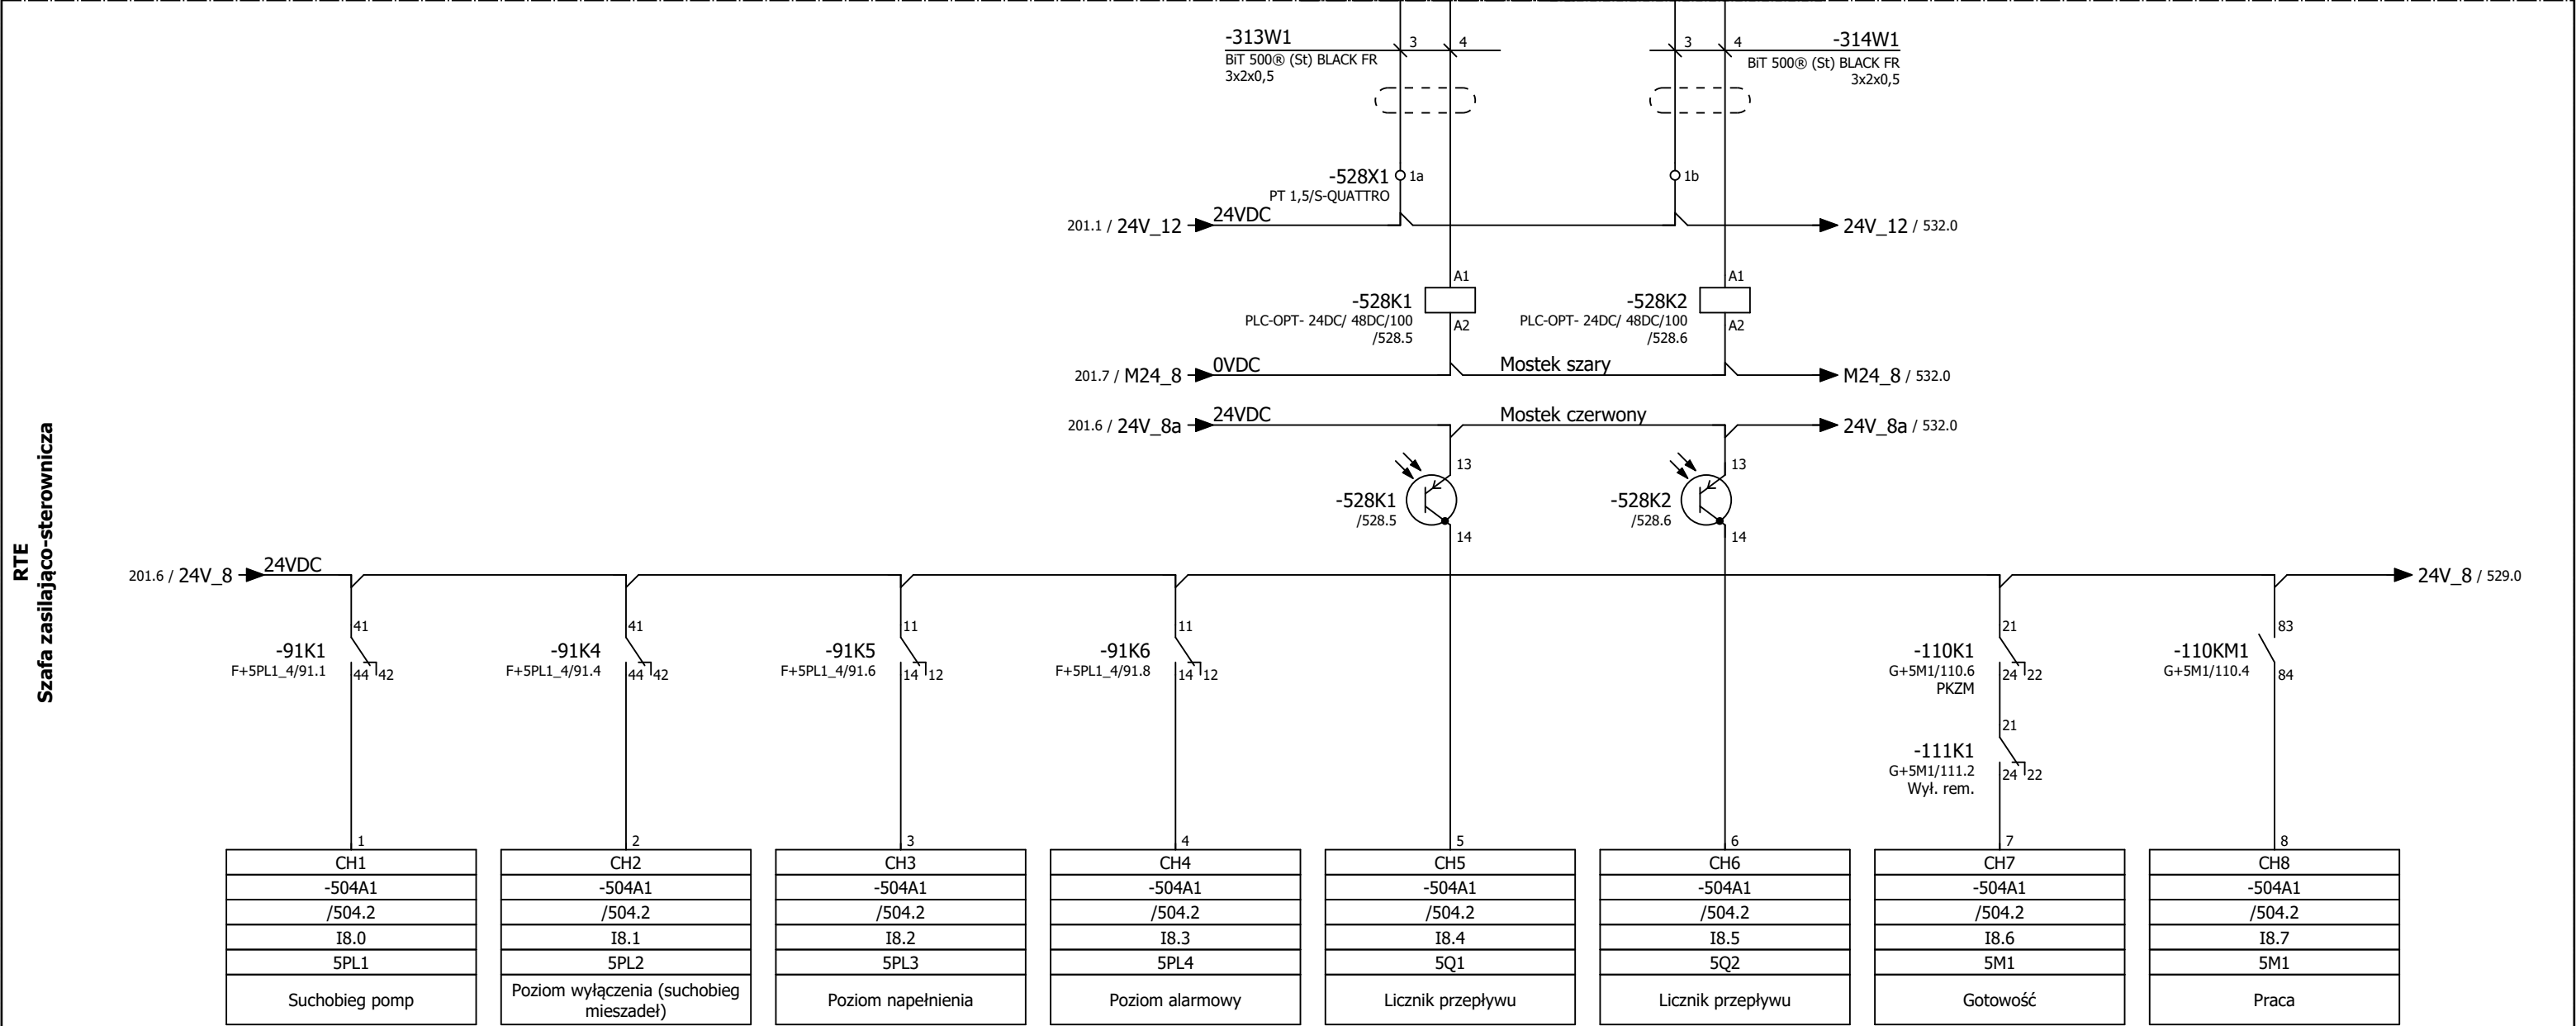 -313W1
BiT 500® (St) BLACK FR
3x2x0,5
3
4
3
4
-314W1
BiT 500® (St) BLACK FR
3x2x0,5
-528X1
1a
PT 1,5/S-QUATTRO
1b
201.1 / 24V_12
24VDC
24V_12 / 532.0
A1
-528K1
PLC-OPT- 24DC/ 48DC/100
/528.5
A2
A1
-528K2
PLC-OPT- 24DC/ 48DC/100
/528.6
A2
201.7 / M24_8
0VDC
Mostek szary
M24_8 / 532.0
201.6 / 24V_8a
24VDC
Mostek czerwony
24V_8a / 532.0
13
-528K1
/528.5
14
13
-528K2
/528.6
14
RTE
Szafa zasilająco-sterownicza
201.6 / 24V_8
24VDC
24V_8 / 529.0
41
-91K1
F+5PL1_4/91.1
44 42
41
-91K4
F+5PL1_4/91.4
44 42
11
-91K5
F+5PL1_4/91.6
14 12
11
-91K6
F+5PL1_4/91.8
14 12
21
-110K1
G+5M1/110.6
PKZM
24 22
21
-111K1
G+5M1/111.2
Wył. rem.
24 22
83
-110KM1
G+5M1/110.4
84
1
CH1
-504A1
/504.2
I8.0
5PL1
Suchobieg pomp
2
CH2
-504A1
/504.2
I8.1
5PL2
Poziom wyłączenia (suchobieg
mieszadeł)
3
CH3
-504A1
/504.2
I8.2
5PL3
Poziom napełnienia
4
CH4
-504A1
/504.2
I8.3
5PL4
Poziom alarmowy
5
CH5
-504A1
/504.2
I8.4
5Q1
Licznik przepływu
6
CH6
-504A1
/504.2
I8.5
5Q2
Licznik przepływu
7
CH7
-504A1
/504.2
I8.6
5M1
Gotowość
8
CH8
-504A1
/504.2
I8.7
5M1
Praca